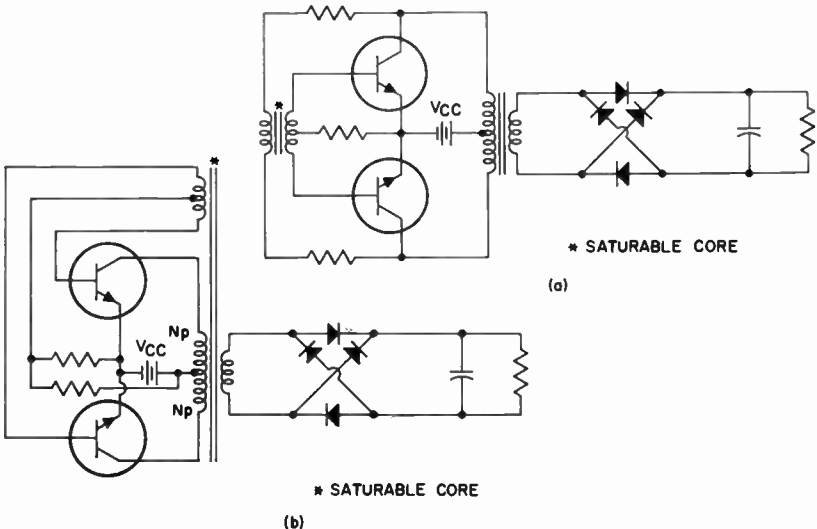 *
VCC
* SATURABLE CORE
(a)
*
Np
VCC
Np
* SATURABLE CORE
(b)